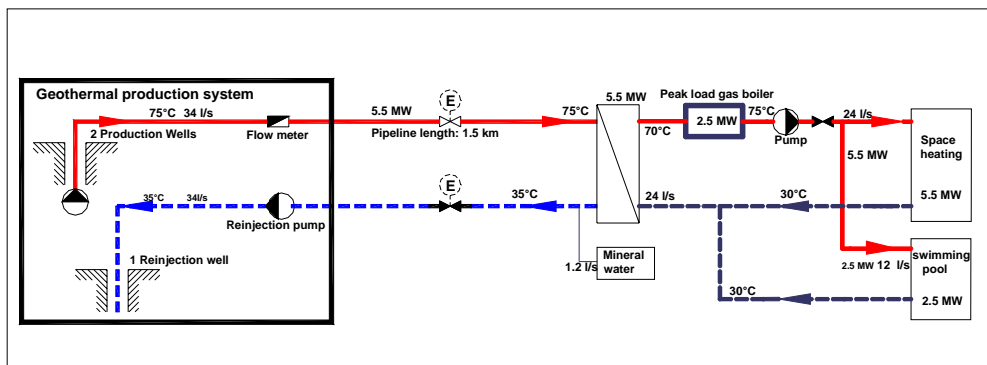 Geothermal production system
75°C 34 l/s
2 Production Wells
Flow meter
35°C 34l/s
Reinjection pump
1 Reinjection well
5.5 MW
E
Pipeline length: 1.5 km
75°C
E
35°C
5.5 MW
70°C
Peak load gas boiler
2.5 MW
75°C
Pump
24 l/s
5.5 MW
Space
heating
5.5 MW
24 l/s
30°C
1.2 l/s
Mineral
water
2.5 MW 12 l/s
swimming
pool
2.5 MW
30°C